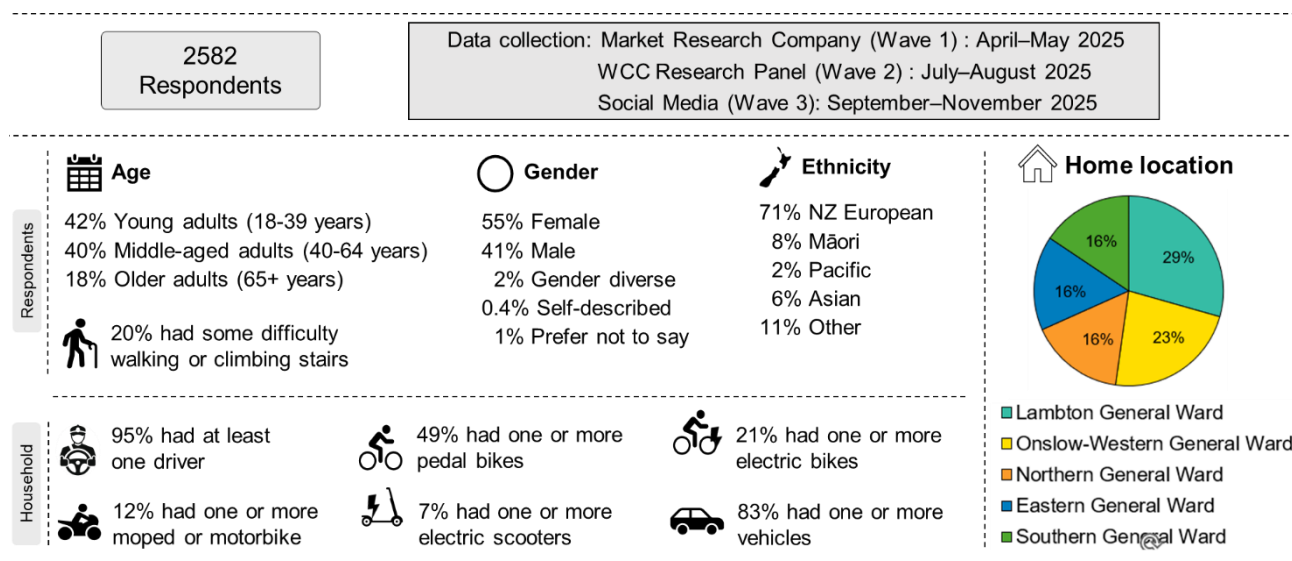 2582
Respondents
Data collection: Market Research Company (Wave 1) : April–May 2025
WCC Research Panel (Wave 2) : July–August 2025
Social Media (Wave 3): September–November 2025
Respondents
Age
42% Young adults (18-39 years)
40% Middle-aged adults (40-64 years)
18% Older adults (65+ years)
20% had some difficulty
walking or climbing stairs
Gender
55% Female
41% Male
2% Gender diverse
0.4% Self-described
1% Prefer not to say
Ethnicity
71% NZ European
8% Māori
2% Pacific
6% Asian
11% Other
Household
95% had at least
one driver
49% had one or more
pedal bikes
21% had one or more
electric bikes
12% had one or more
moped or motorbike
7% had one or more
electric scooters
83% had one or more
vehicles
Home location
29%
23%
16%
16%
16%
Lambton General Ward
Onslow-Western General Ward
Northern General Ward
Eastern General Ward
Southern General Ward